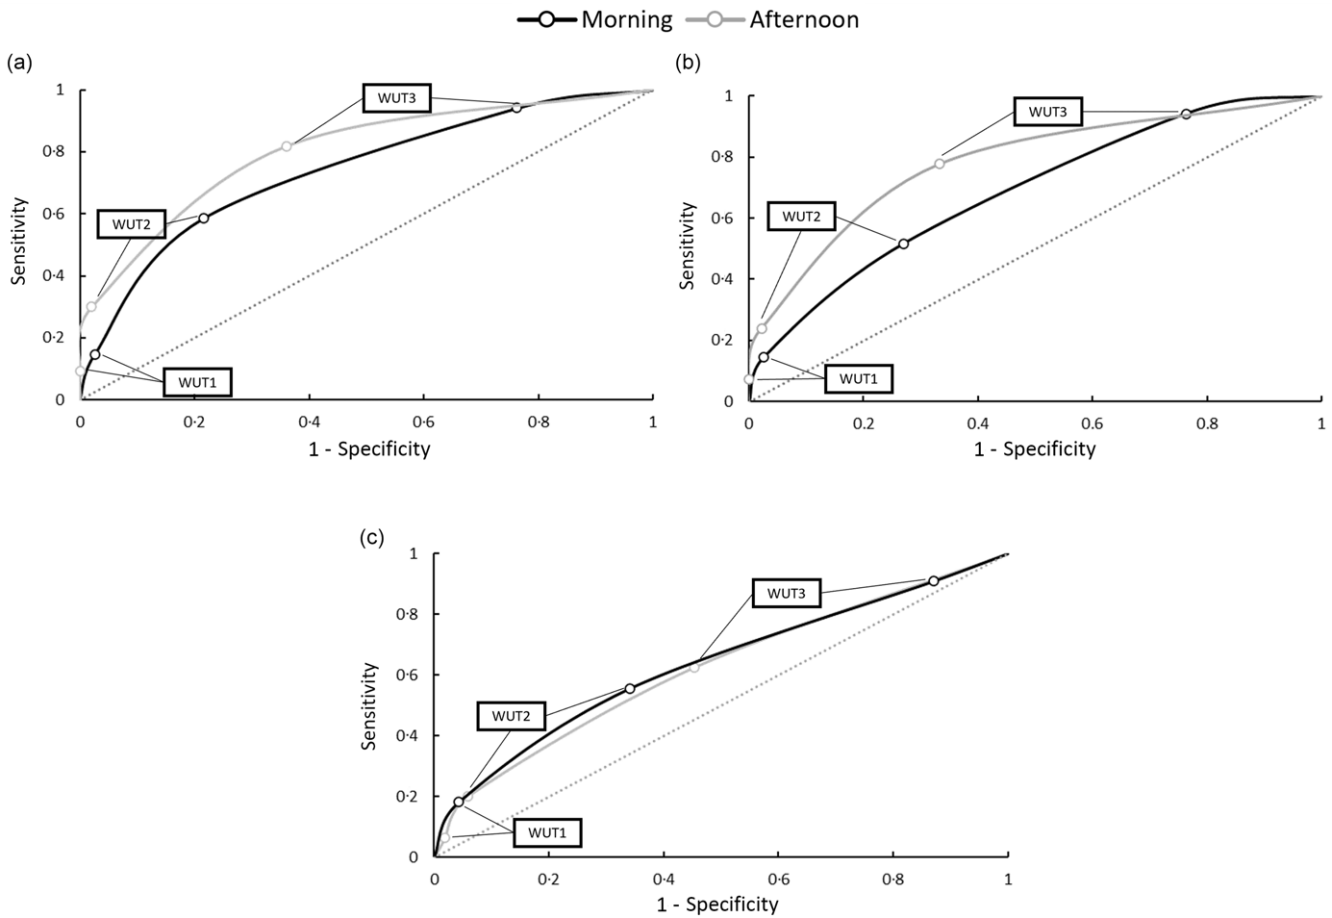 Morning Afternoon
(a)
1
0·8
0·6
0·4
0·2
0
Sensitivity
WUT3
WUT2
WUT1
0 0·2 0·4 0·6 0·8 1
1 - Specificity
(b)
1
0·8
0·6
0·4
0·2
0
Sensitivity
WUT3
WUT2
WUT1
0 0.2 0.4 0.6 0.8 1
1 - Specificity
(c)
1
0·8
0·6
0·4
0·2
0
Sensitivity
WUT3
WUT2
WUT1
0 0·2 0·4 0·6 0·8 1
1 - Specificity